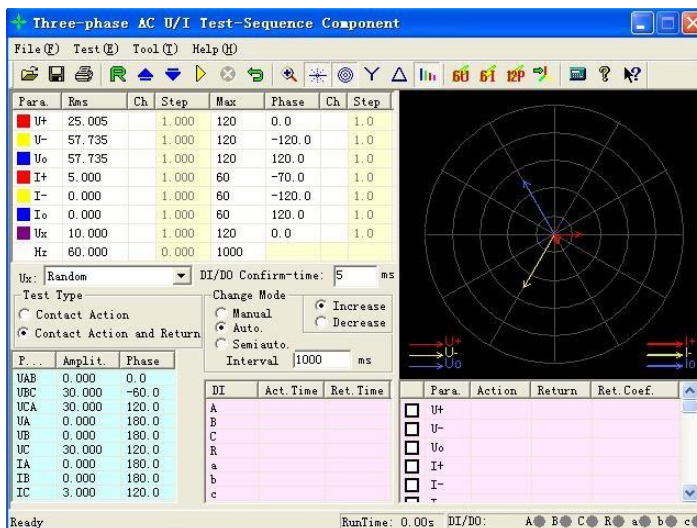 Three-phase AC U/I Test-Sequence Component
File(F) Test(E) Tool(T) Help(H)
R 6U 6I 12P
Para. Rms Ch Step Max Phase Ch Step
U+ 25.005 1.000 120 0.0 1.0
U- 57.735 1.000 120 -120.0 1.0
Uo 57.735 1.000 120 120.0 1.0
I+ 5.000 1.000 60 -70.0 1.0
I- 0.000 1.000 60 -120.0 1.0
Io 0.000 1.000 60 120.0 1.0
Ux 10.000 1.000 120 0.0 1.0
Hz 60.000 0.000 1000
Ux: Random DI/DO Confirm-time: 5 ms
Test Type
Contact Action
Contact Action and Return
Change Mode
Manual
Auto.
Semiauto.
Increase
Decrease
Interval 1000 ms
U+ I+
U- I-
Uo Io
P... Amplit. Phase
UAB 0.000 0.0
UBC 30.000 -60.0
UCA 30.000 120.0
UA 0.000 180.0
UB 0.000 180.0
UC 30.000 120.0
IA 0.000 180.0
IB 0.000 180.0
IC 3.000 120.0
DI Act.Time Ret.Time
A
B
C
R
a
b
c
Para. Action Return Ret.Coef.
U+
U-
Uo
I+
I-
Ready RunTime: 0.00s DI/DO: A B C R a b c